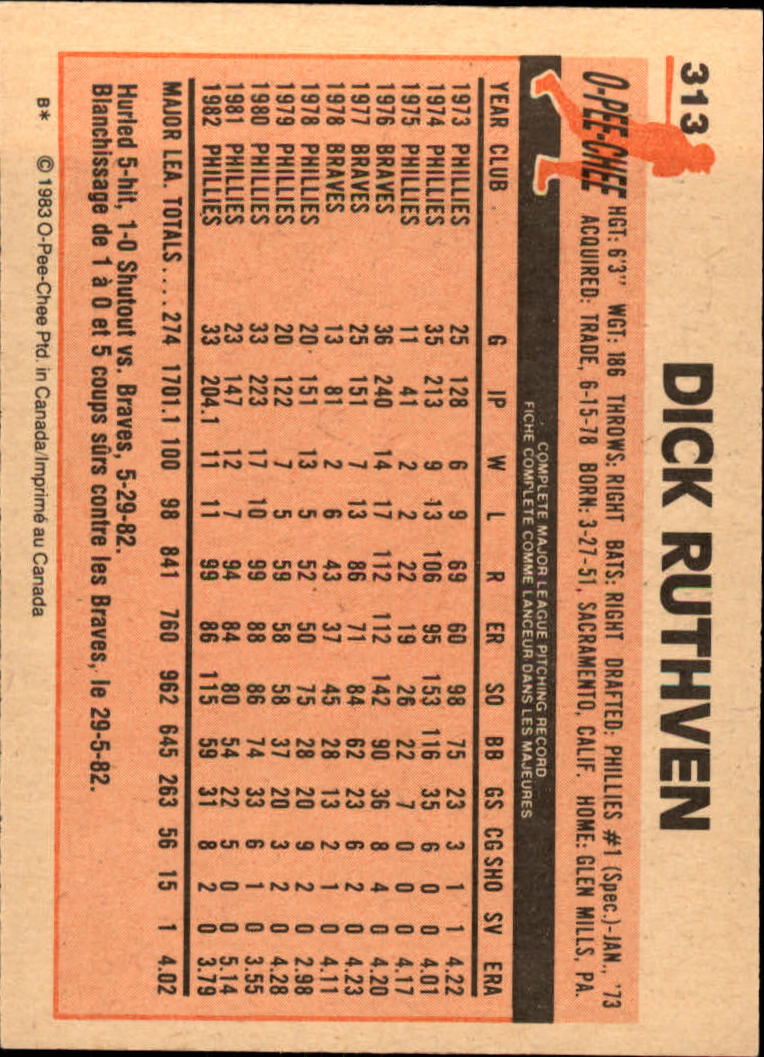 313
DICK RUTHVEN
O-PEE-CHEE
HGT: 6'3" WGT: 186 THROWS: RIGHT BATS: RIGHT DRAFTED: PHILLIES #1 (Spec.)-JAN., '73
ACQUIRED: TRADE, 6-15-78 BORN: 3-27-51, SACRAMENTO, CALIF. HOME: GLEN MILLS, PA.
COMPLETE MAJOR LEAGUE PITCHING RECORD
FICHE COMPLÈTE COMME LANCEUR DANS LES MAJEURES
YEAR CLUB G IP W L R ER SO BB GS CG SHO SV ERA
1973 PHILLIES 25 128 6 9 69 60 98 75 23 3 1 1 4.22
1974 PHILLIES 35 213 9 13 106 95 153 116 35 6 0 0 4.01
1975 PHILLIES 11 41 2 2 22 19 26 22 7 0 0 0 4.17
1976 BRAVES 36 240 14 17 112 112 142 90 36 8 4 0 4.20
1977 BRAVES 25 151 7 13 86 71 84 62 23 6 2 0 4.23
1978 BRAVES 13 81 2 6 43 37 45 28 13 2 1 0 4.11
1978 PHILLIES 20 151 13 5 52 50 75 28 20 9 2 0 2.98
1979 PHILLIES 20 122 7 5 59 58 58 37 20 3 2 0 4.28
1980 PHILLIES 33 223 17 10 99 88 86 74 33 6 1 0 3.55
1981 PHILLIES 23 147 12 7 94 84 80 54 22 5 0 0 5.14
1982 PHILLIES 33 204.1 11 11 99 86 115 59 31 8 2 0 3.79
MAJOR LEA. TOTALS.... 274 1701.1 100 98 841 760 962 645 263 56 15 1 4.02
Hurled 5-hit, 1-0 Shutout vs. Braves, 5-29-82.
Blanchissage de 1 à 0 et 5 coups sûrs contre les Braves, le 29-5-82.
B* © 1983 O-Pee-Chee Ptd. in Canada/Imprimé au Canada